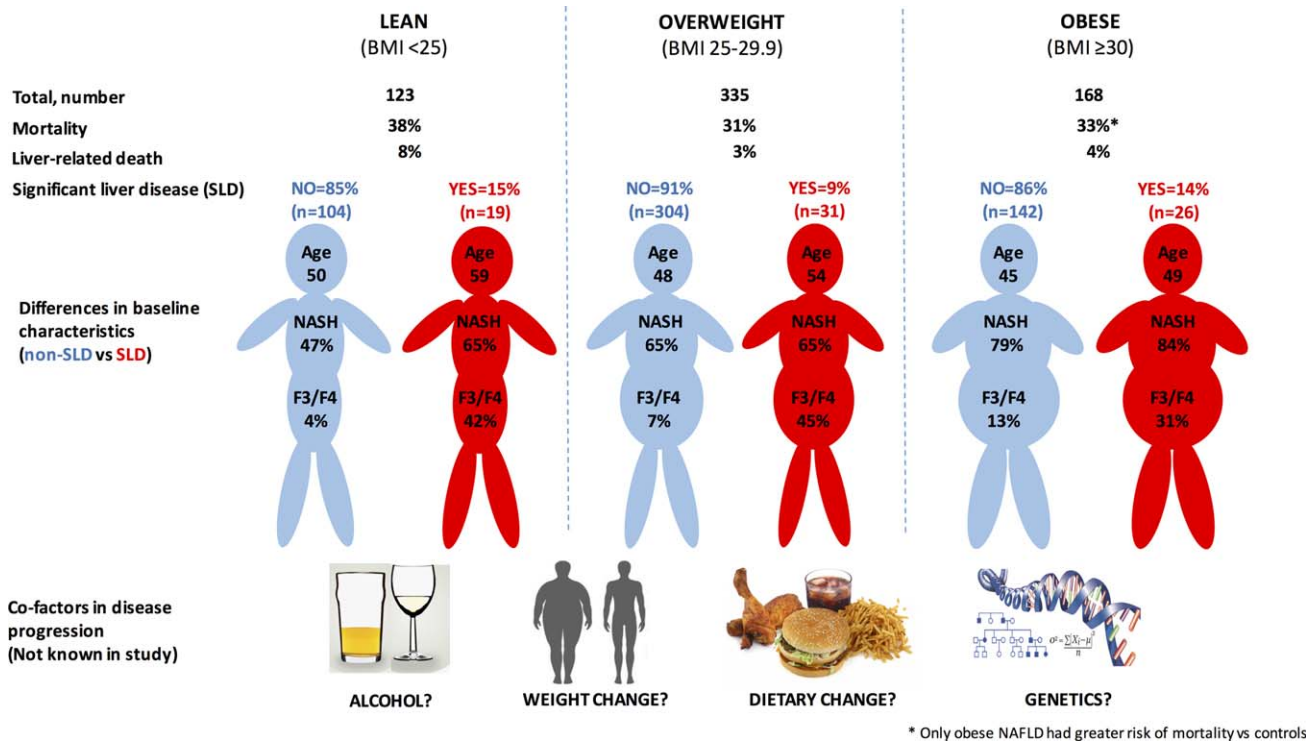 LEAN
(BMI <25)
OVERWEIGHT
(BMI 25-29.9)
OBESE
(BMI ≥30)
Total, number 123 335 168
Mortality 38% 31% 33%*
Liver-related death 8% 3% 4%
Significant liver disease (SLD)
NO=85%
(n=104)
YES=15%
(n=19)
NO=91%
(n=304)
YES=9%
(n=31)
NO=86%
(n=142)
YES=14%
(n=26)
Differences in baseline
characteristics
(non-SLD vs SLD)
Age
50
NASH
47%
F3/F4
4%
Age
59
NASH
65%
F3/F4
42%
Age
48
NASH
65%
F3/F4
7%
Age
54
NASH
65%
F3/F4
45%
Age
45
NASH
79%
F3/F4
13%
Age
49
NASH
84%
F3/F4
31%
Co-factors in disease
progression
(Not known in study)
σ²=Σ[Xᵢ-μ]²
n
ALCOHOL?
WEIGHT CHANGE?
DIETARY CHANGE?
GENETICS?
* Only obese NAFLD had greater risk of mortality vs controls